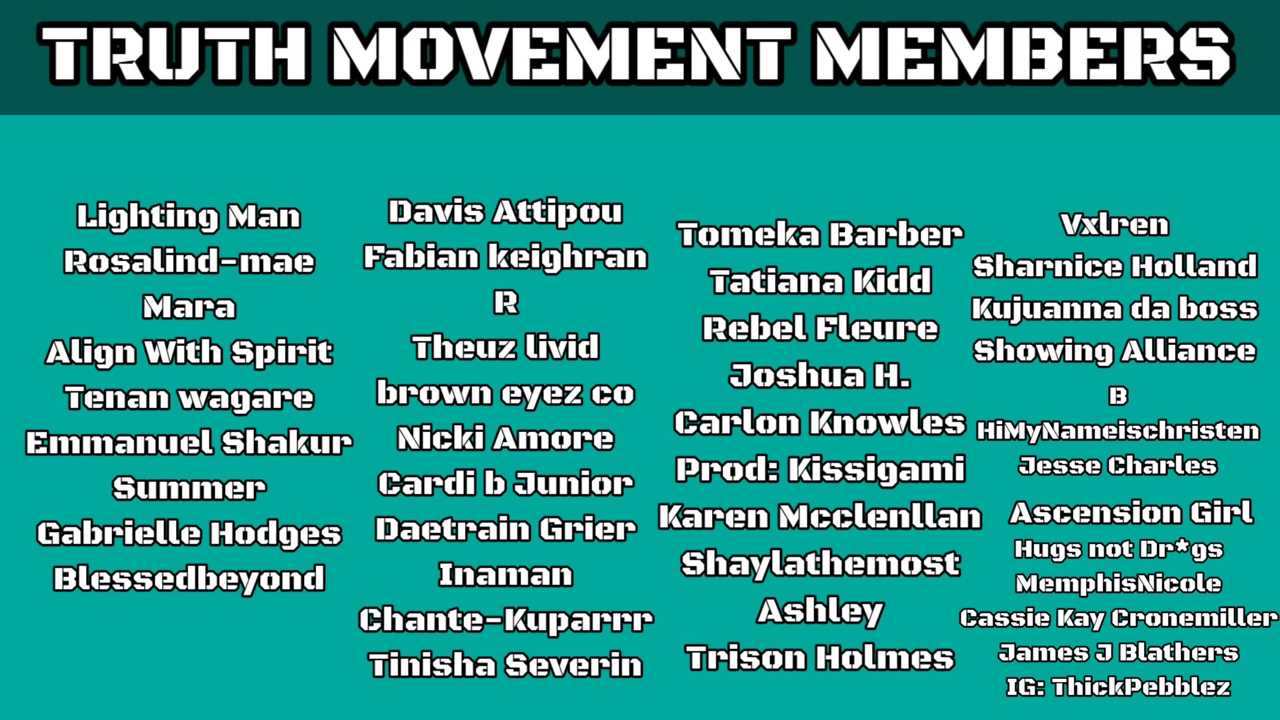 TRUTH MOVEMENT MEMBERS
Lighting Man
Rosalind-mae
Mara
Align With Spirit
Tenan wagare
Emmanuel Shakur
Summer
Gabrielle Hodges
Blessedbeyond
Davis Attipou
Fabian keighran
R
Theuz livid
brown eyez co
Nicki Amore
Cardi b Junior
Daetrain Grier
Inaman
Chante-Kuparrr
Tinisha Severin
Tomeka Barber
Tatiana Kidd
Rebel Fleure
Joshua H.
Carlon Knowles
Prod: Kissigami
Karen Mcclenllan
Shaylathemost
Ashley
Trison Holmes
Vxlren
Sharnice Holland
Kujuanna da boss
Showing Alliance
B
HiMyNameischristen
Jesse Charles
Ascension Girl
Hugs not Dr*gs
MemphisNicole
Cassie Kay Cronemiller
James J Blathers
IG: ThickPebblez